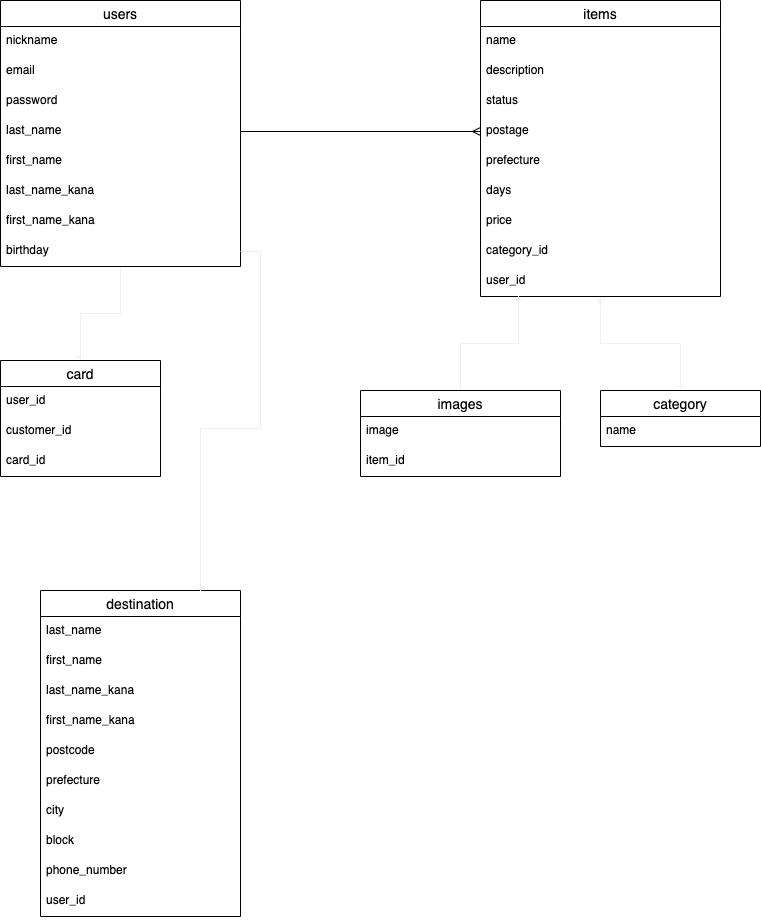 users
nickname
email
password
last_name
first_name
last_name_kana
first_name_kana
birthday
items
name
description
status
postage
prefecture
days
price
category_id
user_id
card
user_id
customer_id
card_id
images
image
item_id
category
name
destination
last_name
first_name
last_name_kana
first_name_kana
postcode
prefecture
city
block
phone_number
user_id